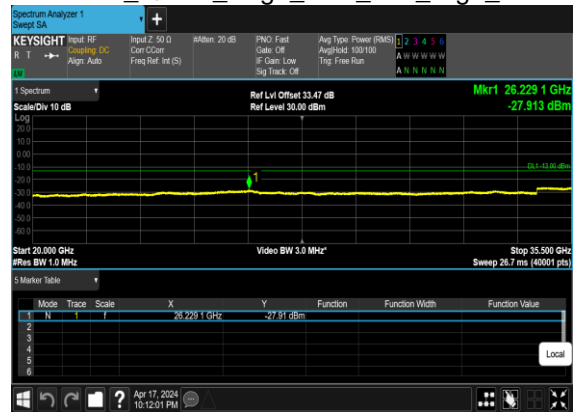 Spectrum Analyzer 1
Swept SA
+
KEYSIGHT Input: RF Input Z: 50 Ω #Atten: 20 dB PNO: Fast Avg Type: Power (RMS) 1 2 3 4 5 6
R T Coupling: DC Corr CCorr Gate: Off Avg|Hold: 100/100 A W W W W W
Align: Auto Freq Ref: Int (S) IF Gain: Low Trig: Free Run
Sig Track: Off A N N N N N
1 Spectrum Ref Lvl Offset 33.47 dB Mkr1 26.229 1 GHz
Scale/Div 10 dB Ref Level 30.00 dBm -27.913 dBm
Log
20.0
10.0
0.00
-10.0
DL1 -13.00 dBm
1
-20.0
-30.0
-40.0
-50.0
-60.0
Start 20.000 GHz Video BW 3.0 MHz* Stop 35.500 GHz
#Res BW 1.0 MHz Sweep 26.7 ms (40001 pts)
5 Marker Table
Mode Trace Scale X Y Function Function Width Function Value
1 N 1 f 26.229 1 GHz -27.91 dBm
2
3
4
5
6
Local
? Apr 17, 2024
10:12:01 PM